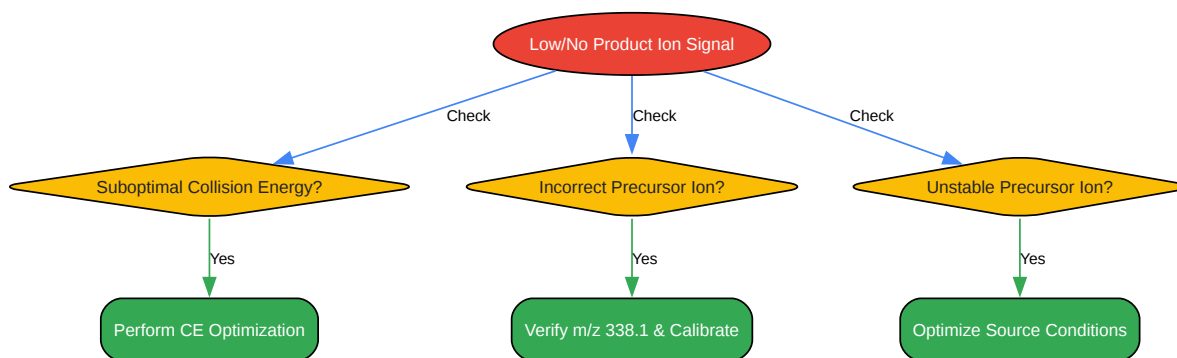 Low/No Product Ion Signal
Check
Check
Check
Suboptimal Collision Energy?
Incorrect Precursor Ion?
Unstable Precursor Ion?
Yes
Yes
Yes
Perform CE Optimization
Verify m/z 338.1 & Calibrate
Optimize Source Conditions